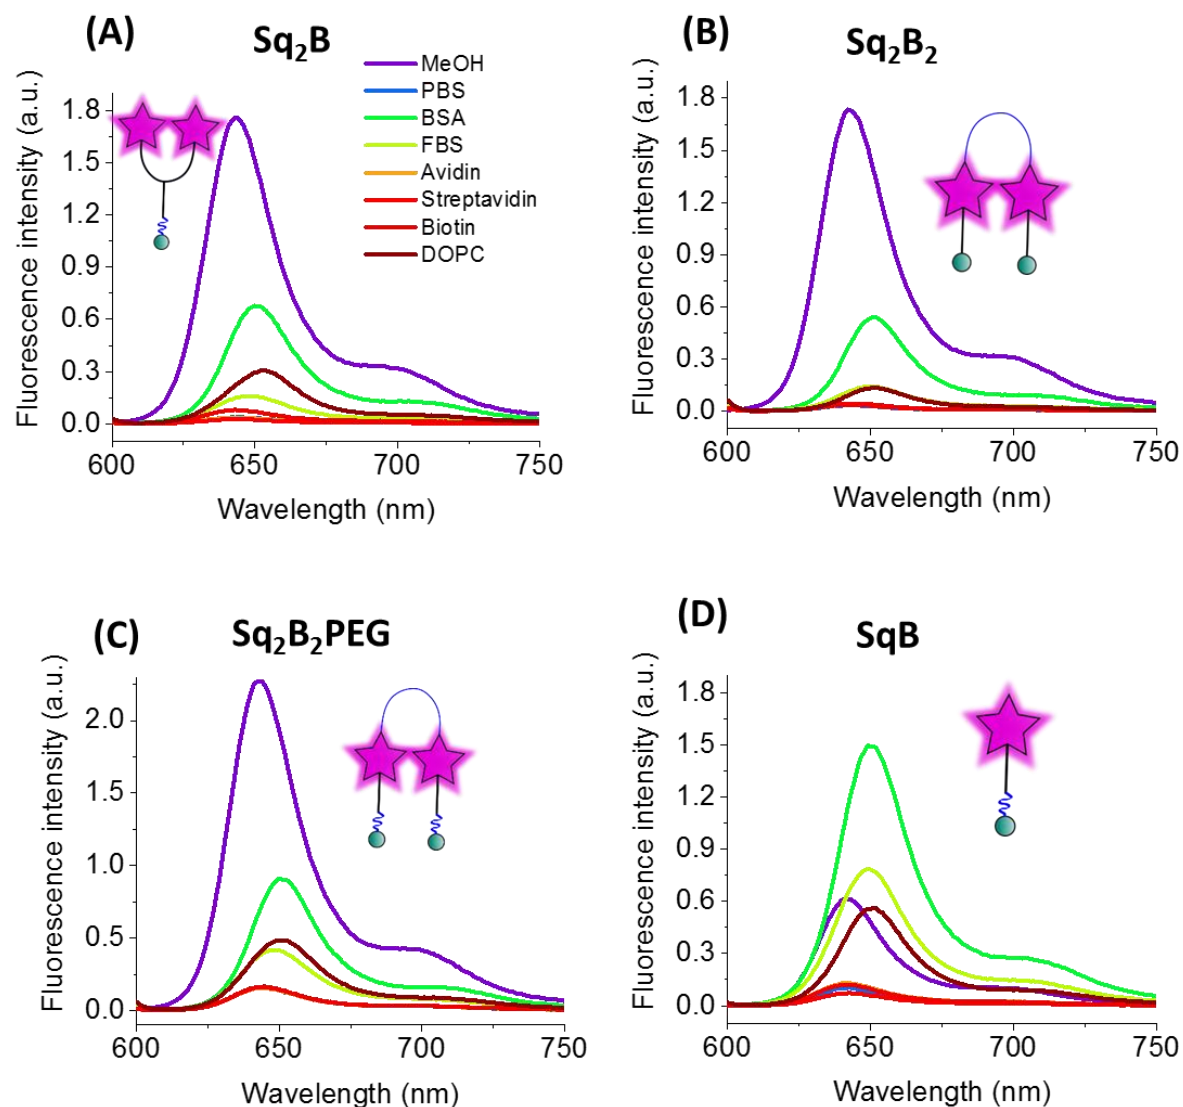 (A)
Sq₂B
MeOH
PBS
BSA
FBS
Avidin
Streptavidin
Biotin
DOPC
Fluorescence intensity (a.u.)
1.8
1.5
1.2
0.9
0.6
0.3
0.0
600 650 700 750
Wavelength (nm)
(B)
Sq₂B₂
Fluorescence intensity (a.u.)
1.8
1.5
1.2
0.9
0.6
0.3
0.0
600 650 700 750
Wavelength (nm)
(C)
Sq₂B₂PEG
Fluorescence intensity (a.u.)
2.0
1.5
1.0
0.5
0.0
600 650 700 750
Wavelength (nm)
(D)
SqB
Fluorescence intensity (a.u.)
1.8
1.5
1.2
0.9
0.6
0.3
0.0
600 650 700 750
Wavelength (nm)